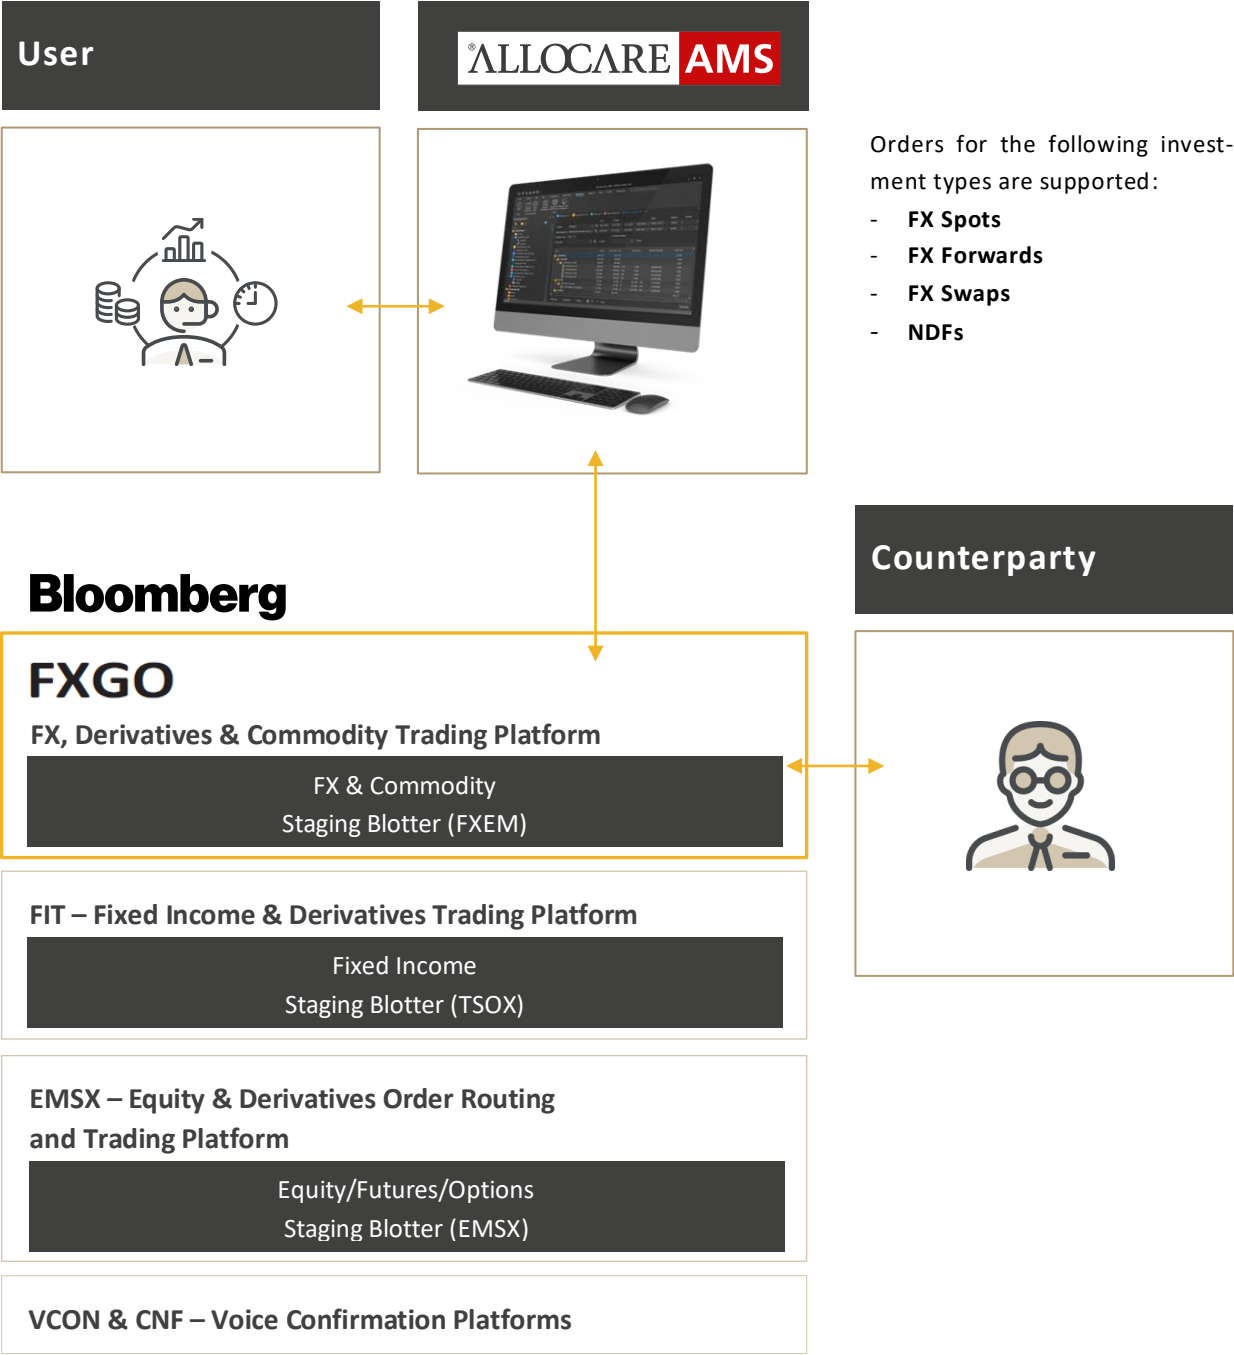 User
®ALLOCARE AMS
Orders for the following invest-
ment types are supported:
- FX Spots
- FX Forwards
- FX Swaps
- NDFs
Counterparty
Bloomberg
FXGO
FX, Derivatives & Commodity Trading Platform
FX & Commodity
Staging Blotter (FXEM)
FIT – Fixed Income & Derivatives Trading Platform
Fixed Income
Staging Blotter (TSOX)
EMSX – Equity & Derivatives Order Routing
and Trading Platform
Equity/Futures/Options
Staging Blotter (EMSX)
VCON & CNF – Voice Confirmation Platforms